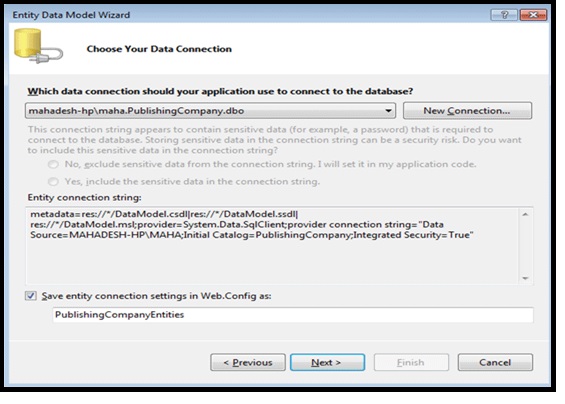 Entity Data Model Wizard
Choose Your Data Connection
Which data connection should your application use to connect to the database?
mahadesh-hp\maha.PublishingCompany.dbo
New Connection...
This connection string appears to contain sensitive data (for example, a password) that is required to
connect to the database. Storing sensitive data in the connection string can be a security risk. Do you want
to include this sensitive data in the connection string?
No, exclude sensitive data from the connection string. I will set it in my application code.
Yes, include the sensitive data in the connection string.
Entity connection string:
metadata=res://*/DataModel.csdl|res://*/DataModel.ssdl|
res://*/DataModel.msl;provider=System.Data.SqlClient;provider connection string="Data
Source=MAHADESH-HP\MAHA;Initial Catalog=PublishingCompany;Integrated Security=True"
Save entity connection settings in Web.Config as:
PublishingCompanyEntities
< Previous
Next >
Finish
Cancel